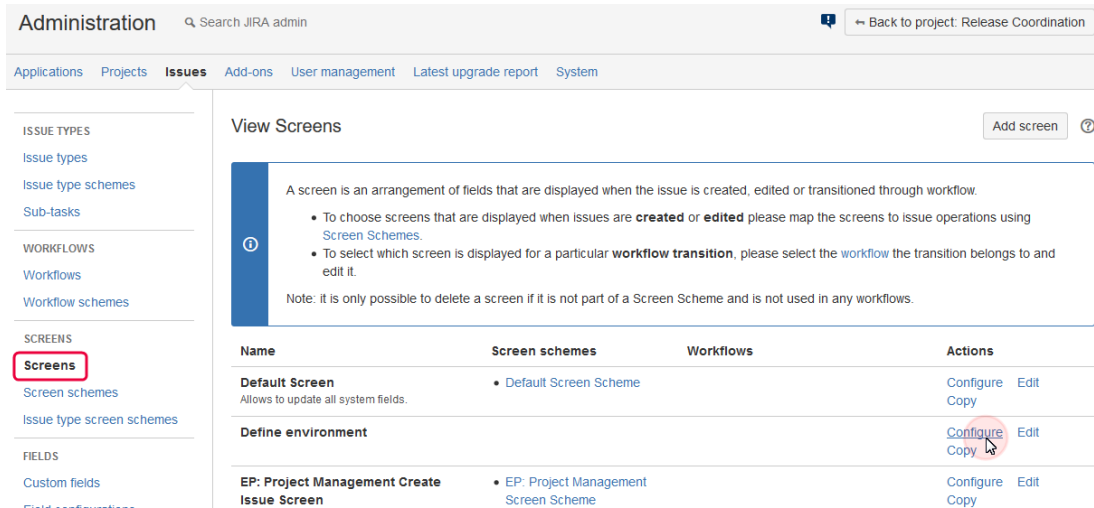 Administration
Search JIRA admin
Back to project: Release Coordination
Applications Projects Issues Add-ons User management Latest upgrade report System
ISSUE TYPES
Issue types
Issue type schemes
Sub-tasks
WORKFLOWS
Workflows
Workflow schemes
SCREENS
Screens
Screen schemes
Issue type screen schemes
FIELDS
Custom fields
Field configurations
View Screens
Add screen
A screen is an arrangement of fields that are displayed when the issue is created, edited or transitioned through workflow.
• To choose screens that are displayed when issues are created or edited please map the screens to issue operations using
Screen Schemes.
• To select which screen is displayed for a particular workflow transition, please select the workflow the transition belongs to and
edit it.
Note: it is only possible to delete a screen if it is not part of a Screen Scheme and is not used in any workflows.
Name Screen schemes Workflows Actions
Default Screen • Default Screen Scheme Configure Edit
Allows to update all system fields. Copy
Define environment Configure Edit
Copy
EP: Project Management Create • EP: Project Management Configure Edit
Issue Screen Screen Scheme Copy